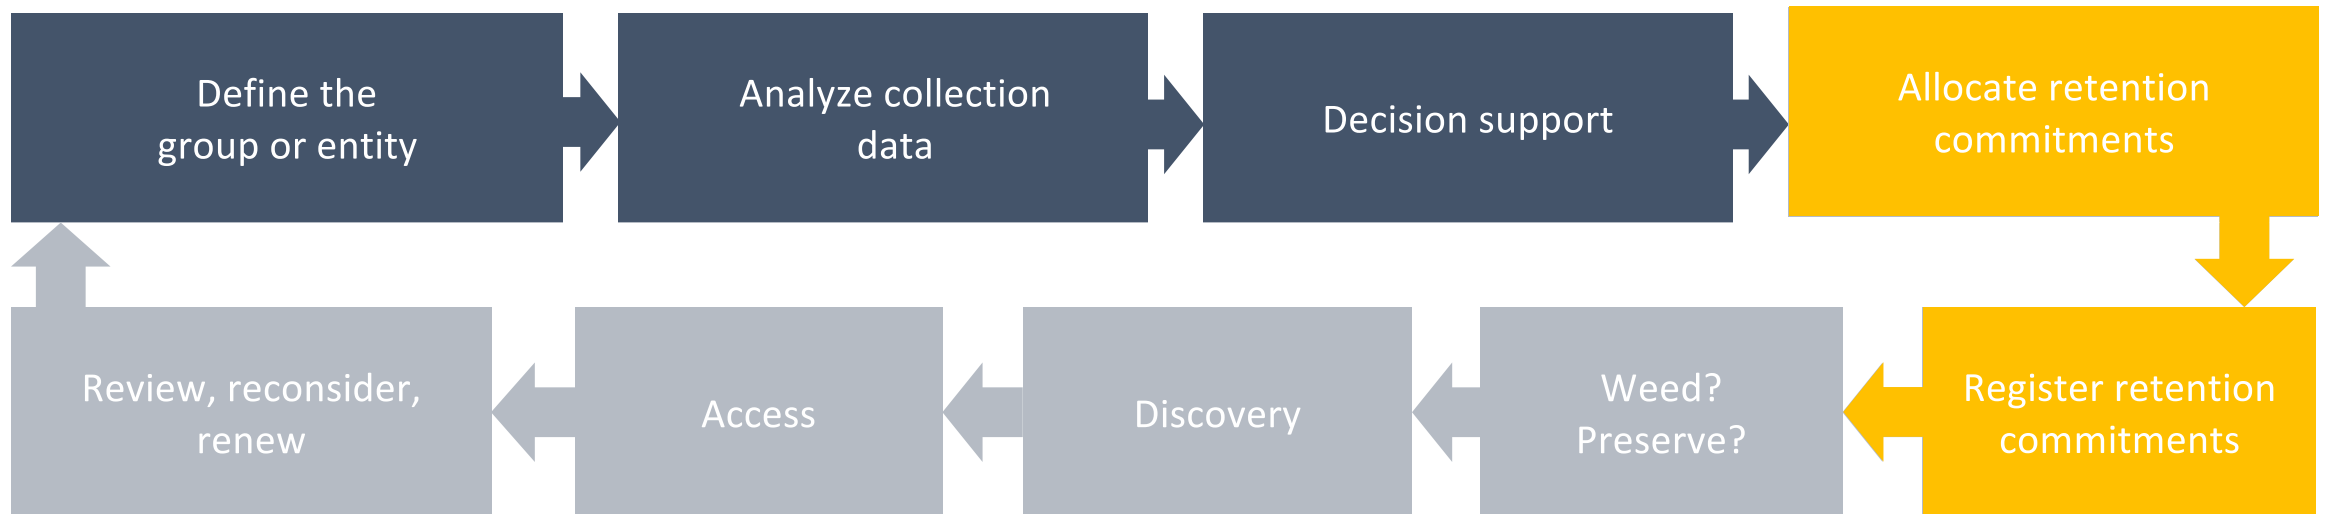 Define the
group or entity
Analyze collection
data
Decision support
Allocate retention
commitments
Register retention
commitments
Weed?
Preserve?
Discovery
Access
Review, reconsider,
renew